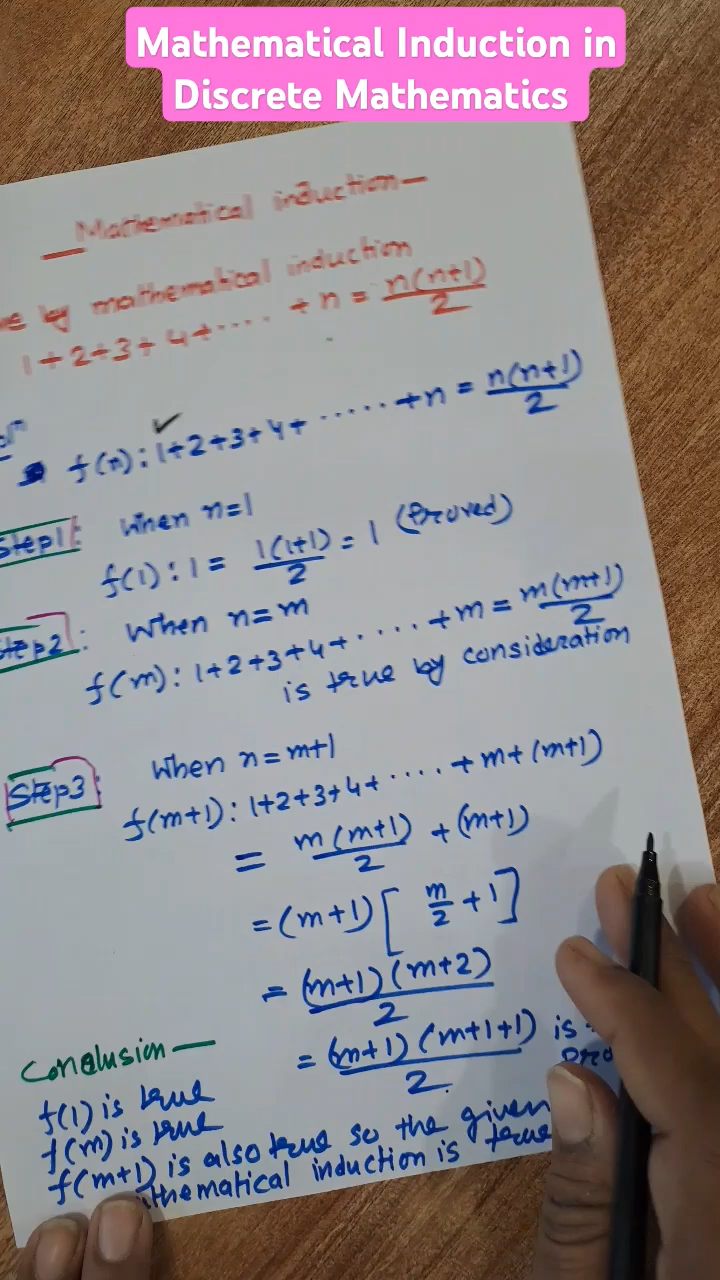 Mathematical Induction in
Discrete Mathematics
Mathematical induction—
by mathematical induction
1+2+3+4+.... +n = n(n+1)/2
f(n): 1+2+3+4+.....+n = n(n+1)/2
Step1: when n=1
f(1): 1 = 1(1+1)/2 = 1 (Proved)
Step2: when n=m
f(m): 1+2+3+4+.....+m = m(m+1)/2
is true by consideration
Step3: when n=m+1
f(m+1): 1+2+3+4+....+m+(m+1)
= m(m+1)/2 + (m+1)
= (m+1)[m/2 + 1]
= (m+1)(m+2)/2
= (m+1)(m+1+1)/2 is
Conclusion—
f(1) is true
f(m) is true
f(m+1) is also true so the given
induction is true